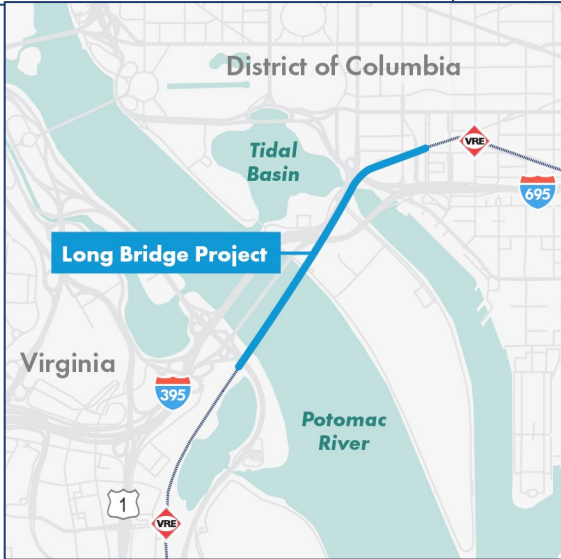 District of Columbia
VRE
Tidal
Basin
695
Long Bridge Project
Virginia
395
Potomac
River
1
VRE